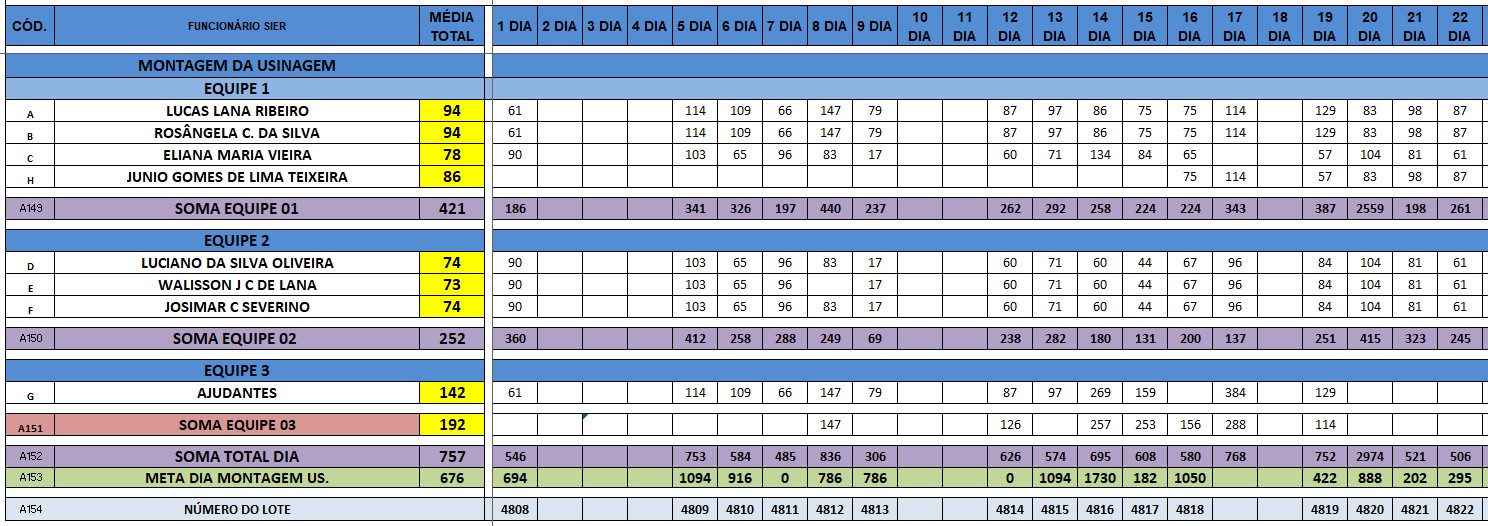 CÓD. FUNCIONÁRIO SIER MÉDIA TOTAL 1 DIA 2 DIA 3 DIA 4 DIA 5 DIA 6 DIA 7 DIA 8 DIA 9 DIA 10 DIA 11 DIA 12 DIA 13 DIA 14 DIA 15 DIA 16 DIA 17 DIA 18 DIA 19 DIA 20 DIA 21 DIA 22 DIA
MONTAGEM DA USINAGEM
EQUIPE 1
A LUCAS LANA RIBEIRO 94 61 114 109 66 147 79 87 97 86 75 75 114 129 83 98 87
B ROSÂNGELA C. DA SILVA 94 61 114 109 66 147 79 87 97 86 75 75 114 129 83 98 87
C ELIANA MARIA VIEIRA 78 90 103 65 96 83 17 60 71 134 84 65 57 104 81 61
H JUNIO GOMES DE LIMA TEIXEIRA 86 75 114 57 83 98 87
A149 SOMA EQUIPE 01 421 186 341 326 197 440 237 262 292 258 224 224 343 387 2559 198 261
EQUIPE 2
D LUCIANO DA SILVA OLIVEIRA 74 90 103 65 96 83 17 60 71 60 44 67 96 84 104 81 61
E WALISSON J C DE LANA 73 90 103 65 96 17 60 71 60 44 67 96 84 104 81 61
F JOSIMAR C SEVERINO 74 90 103 65 96 83 17 60 71 60 44 67 96 84 104 81 61
A150 SOMA EQUIPE 02 252 360 412 258 288 249 69 238 282 180 131 200 137 251 415 323 245
EQUIPE 3
G AJUDANTES 142 61 114 109 66 147 79 87 97 269 159 384 129
A151 SOMA EQUIPE 03 192 147 126 257 253 156 288 114
A152 SOMA TOTAL DIA 757 546 753 584 485 836 306 626 574 695 608 580 768 752 2974 521 506
A153 META DIA MONTAGEM US. 676 694 1094 916 0 786 786 0 1094 1730 182 1050 422 888 202 295
A154 NÚMERO DO LOTE 4808 4809 4810 4811 4812 4813 4814 4815 4816 4817 4818 4819 4820 4821 4822